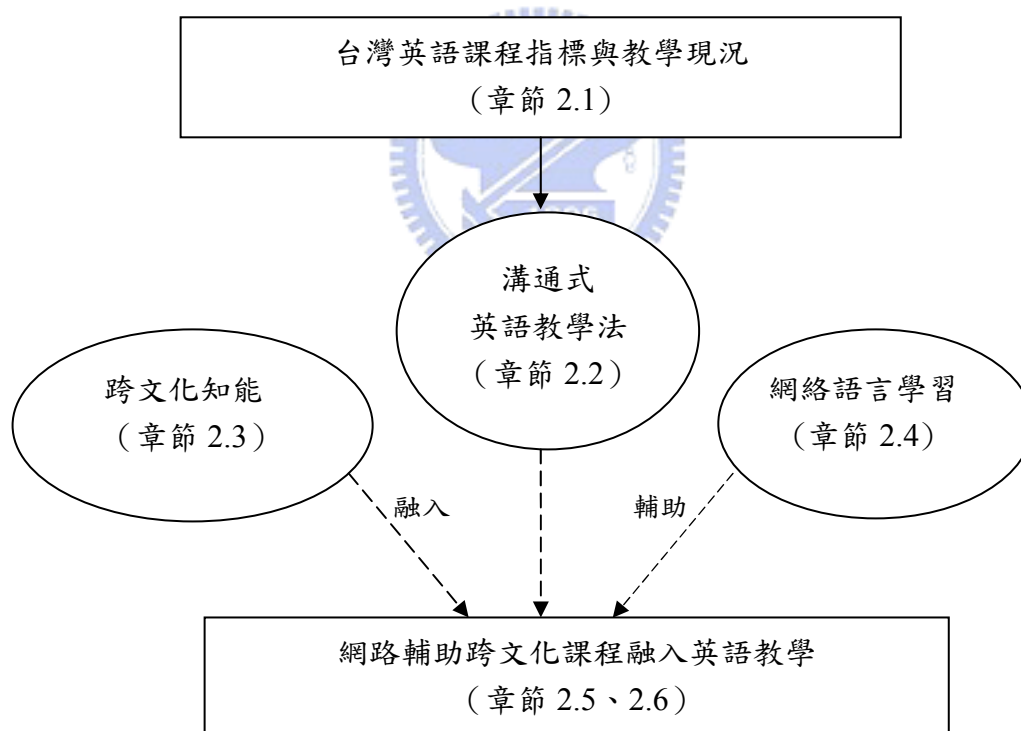 台灣英語課程指標與教學現況
（章節 2.1）
溝通式
英語教學法
（章節 2.2）
跨文化知能
（章節 2.3）
網絡語言學習
（章節 2.4）
融入
輔助
網路輔助跨文化課程融入英語教學
（章節 2.5、2.6）